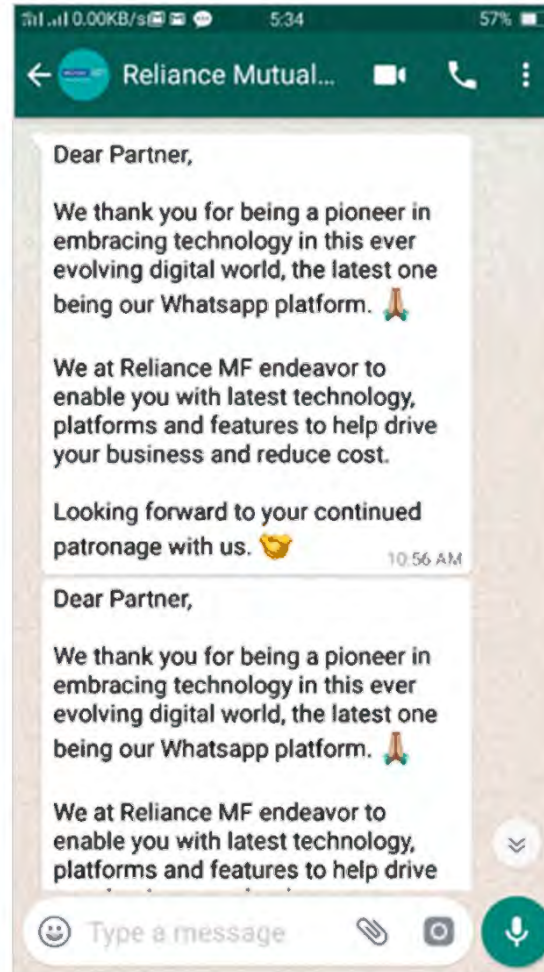 0.00KB/s 5:34 57%
Reliance Mutual...
Dear Partner,
We thank you for being a pioneer in
embracing technology in this ever
evolving digital world, the latest one
being our Whatsapp platform. 🙏🏽
We at Reliance MF endeavor to
enable you with latest technology,
platforms and features to help drive
your business and reduce cost.
Looking forward to your continued
patronage with us. 🤝
10:56 AM
Dear Partner,
We thank you for being a pioneer in
embracing technology in this ever
evolving digital world, the latest one
being our Whatsapp platform. 🙏🏽
We at Reliance MF endeavor to
enable you with latest technology,
platforms and features to help drive
Type a message